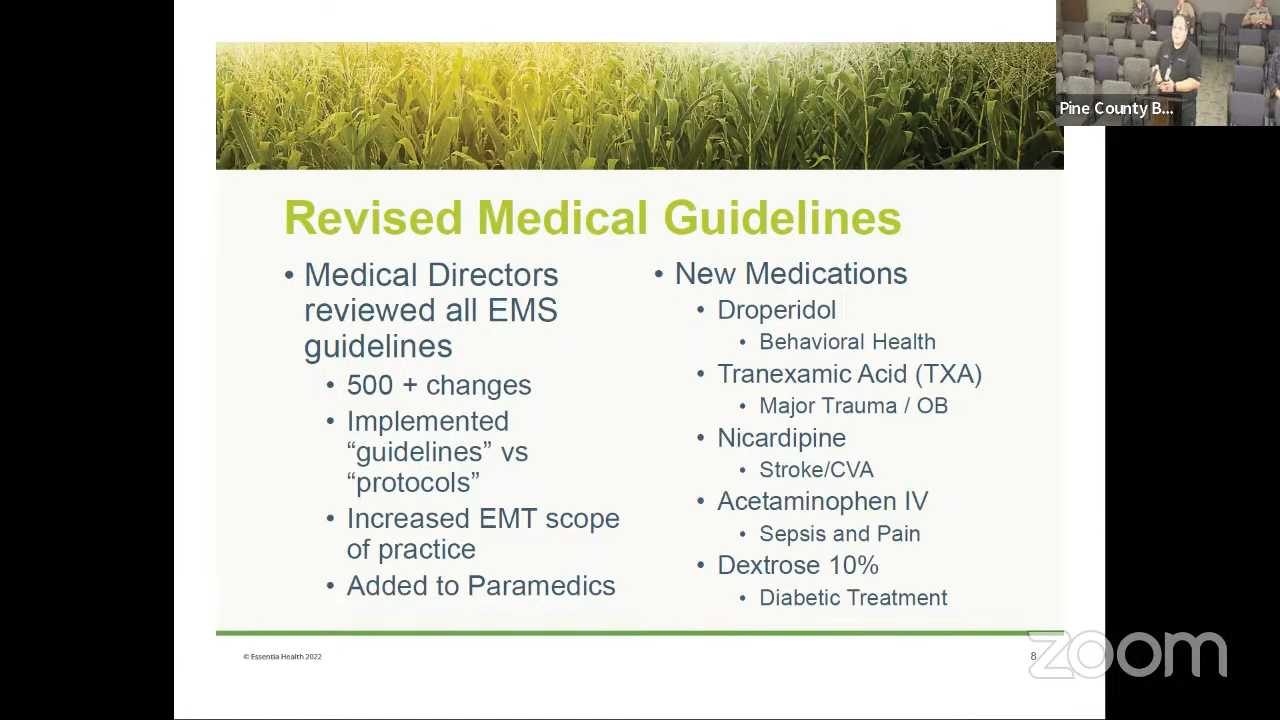 Pine County B...
Revised Medical Guidelines
• Medical Directors
reviewed all EMS
guidelines
• 500 + changes
• Implemented
“guidelines” vs
“protocols”
• Increased EMT scope
of practice
• Added to Paramedics
• New Medications
• Droperidol
• Behavioral Health
• Tranexamic Acid (TXA)
• Major Trauma / OB
• Nicardipine
• Stroke/CVA
• Acetaminophen IV
• Sepsis and Pain
• Dextrose 10%
• Diabetic Treatment
© Essentia Health 2022
8
zoom